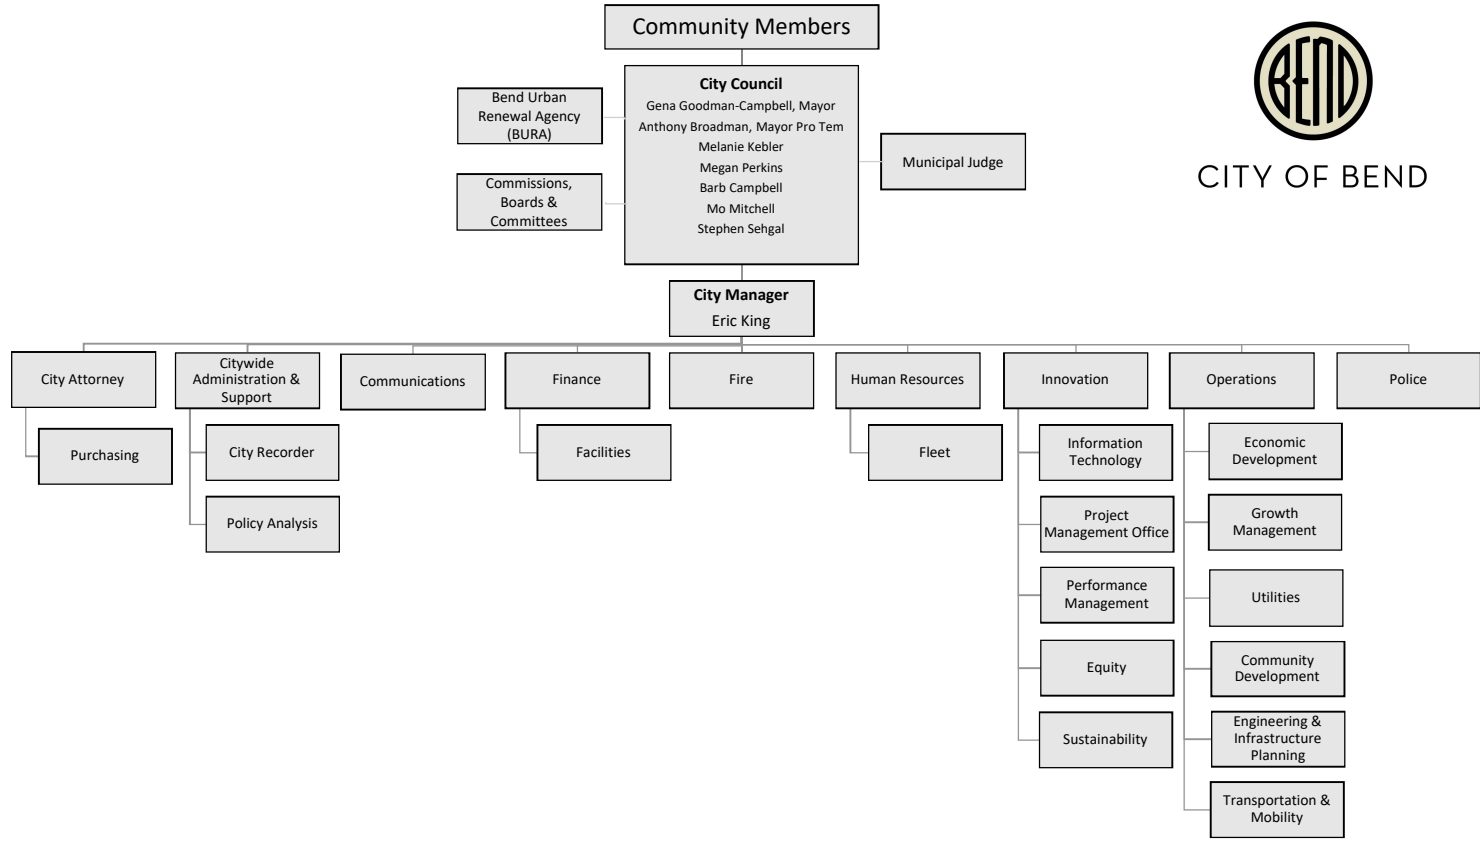 Community Members
BEND
CITY OF BEND
City Council
Gena Goodman-Campbell, Mayor
Anthony Broadman, Mayor Pro Tem
Melanie Kebler
Megan Perkins
Barb Campbell
Mo Mitchell
Stephen Sehgal
Bend Urban
Renewal Agency
(BURA)
Commissions,
Boards &
Committees
Municipal Judge
City Manager
Eric King
City Attorney
Purchasing
Citywide
Administration &
Support
City Recorder
Policy Analysis
Communications
Finance
Facilities
Fire
Human Resources
Fleet
Innovation
Information
Technology
Project
Management Office
Performance
Management
Equity
Sustainability
Operations
Economic
Development
Growth
Management
Utilities
Community
Development
Engineering &
Infrastructure
Planning
Transportation &
Mobility
Police